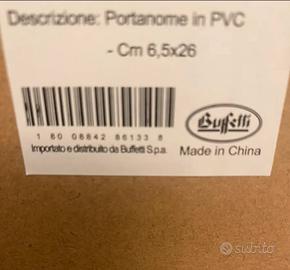 Descrizione: Portanome in PVC
- Cm 6,5x26
1 80 08842 86133 8
Buffetti
Importato e distribuito da Buffetti S.p.a.
Made in China
subito